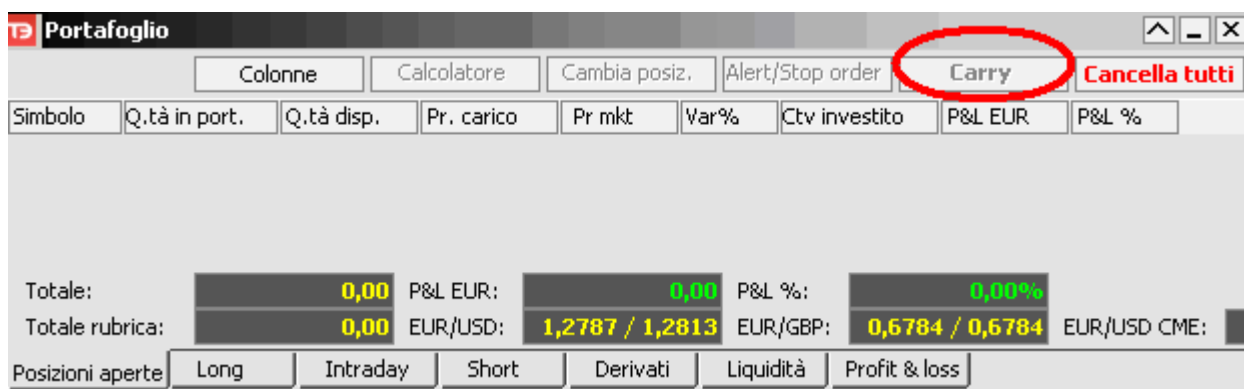 T3 Portafoglio
Colonne Calcolatore Cambia posiz. Alert/Stop order Carry Cancella tutti
Simbolo Q.tà in port. Q.tà disp. Pr. carico Pr mkt Var% Ctv investito P&L EUR P&L %
Totale: 0,00 P&L EUR: 0,00 P&L %: 0,00%
Totale rubrica: 0,00 EUR/USD: 1,2787 / 1,2813 EUR/GBP: 0,6784 / 0,6784 EUR/USD CME:
Posizioni aperte Long Intraday Short Derivati Liquidità Profit & loss